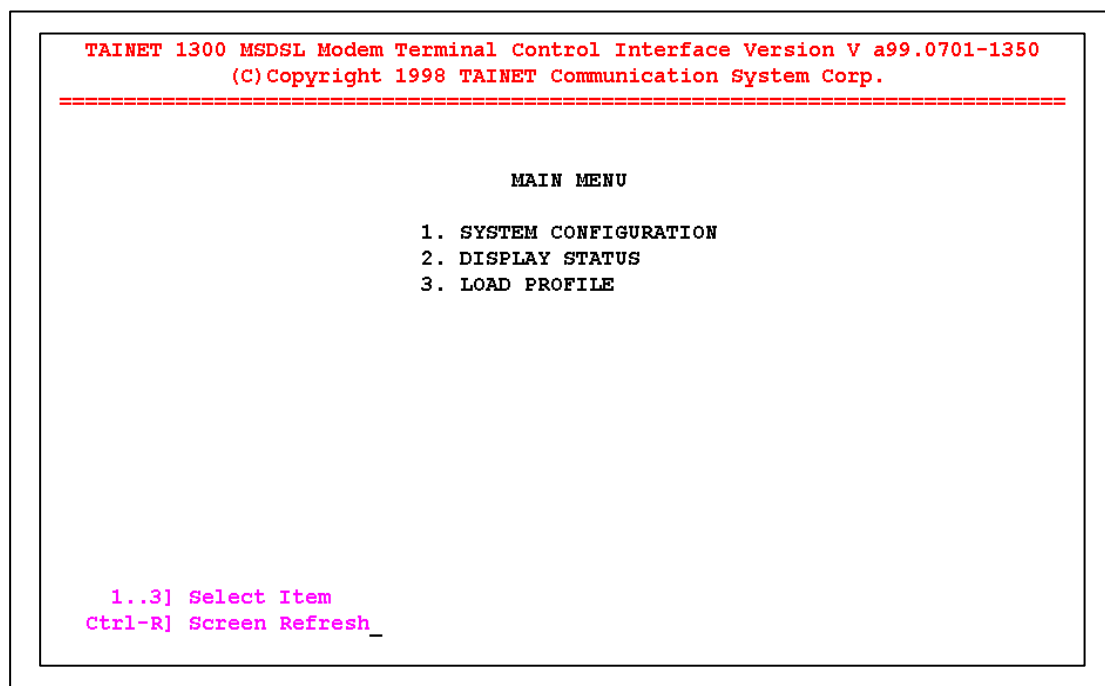 TAINET 1300 MSDSL Modem Terminal Control Interface Version V a99.0701-1350
(C)Copyright 1998 TAINET Communication System Corp.
==============================================================================
MAIN MENU
1. SYSTEM CONFIGURATION
2. DISPLAY STATUS
3. LOAD PROFILE
1..3] Select Item
Ctrl-R] Screen Refresh_